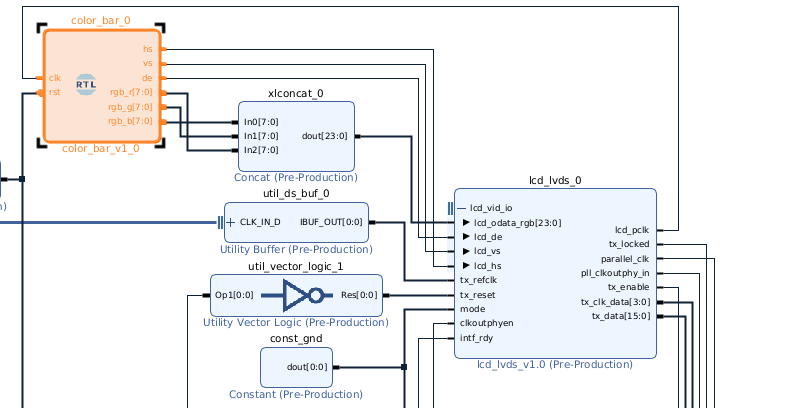 color_bar_0
hs
vs
clk
de
RTL
rst
rgb_r[7:0]
rgb_g[7:0]
rgb_b[7:0]
color_bar_v1_0
xlconcat_0
In0[7:0]
In1[7:0]
dout[23:0]
In2[7:0]
Concat (Pre-Production)
util_ds_buf_0
CLK_IN_D
IBUF_OUT[0:0]
Utility Buffer (Pre-Production)
util_vector_logic_1
Op1[0:0]
Res[0:0]
Utility Vector Logic (Pre-Production)
const_gnd
dout[0:0]
Constant (Pre-Production)
lcd_lvds_0
lcd_vid_io
lcd_odata_rgb[23:0]
lcd_de
lcd_vs
lcd_hs
tx_refclk
tx_reset
mode
clkoutphyen
intf_rdy
lcd_pclk
tx_locked
parallel_clk
pll_clkoutphy_in
tx_enable
tx_clk_data[3:0]
tx_data[15:0]
lcd_lvds_v1.0 (Pre-Production)